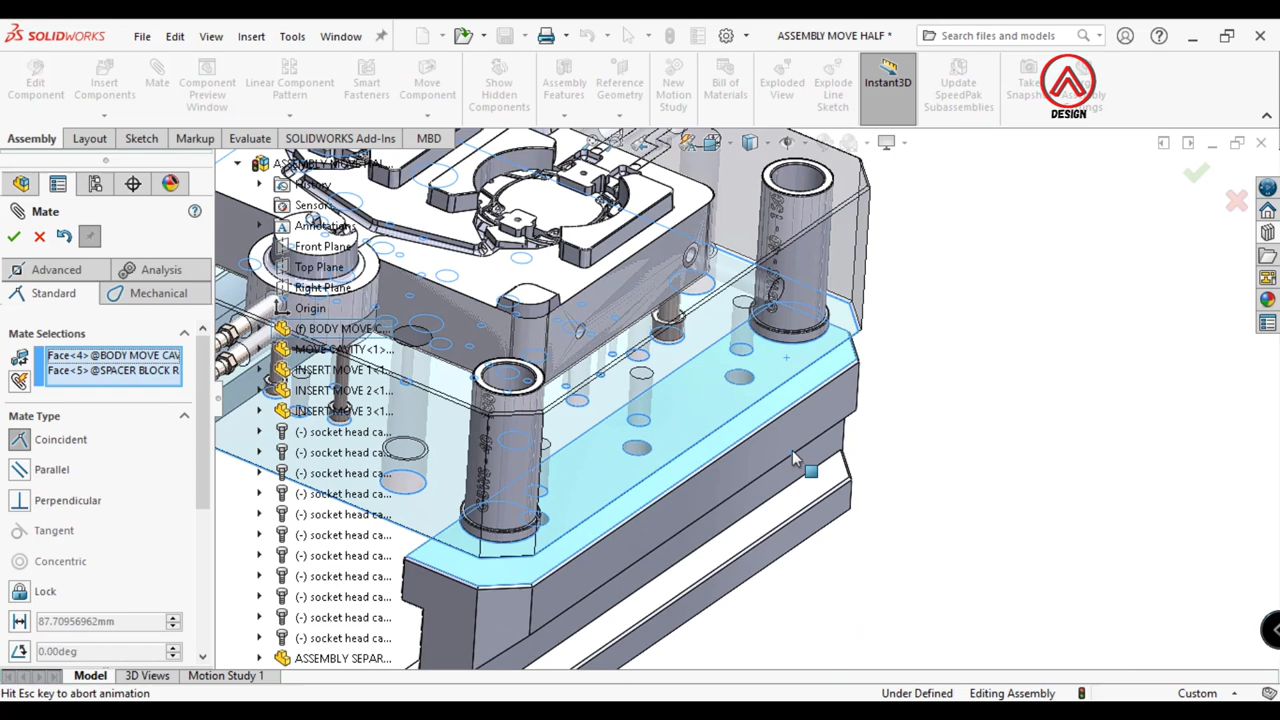 SOLIDWORKS
File
Edit
View
Insert
Tools
Window
ASSEMBLY MOVE HALF *
Search files and models
Edit
Component
Insert
Components
Mate
Component
Preview
Window
Linear Component
Pattern
Smart
Fasteners
Move
Component
Show
Hidden
Components
Assembly
Features
Reference
Geometry
New
Motion
Study
Bill of
Materials
Exploded
View
Explode
Line
Sketch
Instant3D
Update
SpeedPak
Subassemblies
DESIGN
Assembly
Layout
Sketch
Markup
Evaluate
SOLIDWORKS Add-Ins
MBD
ASSEMBLY MOVE HAL...
History
Sensors
Annotations
Front Plane
Top Plane
Right Plane
Origin
(f) BODY MOVE C...
MOVE CAVITY<1>...
INSERT MOVE 1<1...
INSERT MOVE 2<1...
INSERT MOVE 3<1...
(-) socket head ca...
(-) socket head ca...
(-) socket head ca...
(-) socket head ca...
(-) socket head ca...
(-) socket head ca...
(-) socket head ca...
(-) socket head ca...
(-) socket head ca...
(-) socket head ca...
(-) socket head ca...
ASSEMBLY SEPAR...
Mate
Advanced
Analysis
Standard
Mechanical
Mate Selections
Face<4>@BODY MOVE CAV
Face<5>@SPACER BLOCK R
Mate Type
Coincident
Parallel
Perpendicular
Tangent
Concentric
Lock
87.70956962mm
0.00deg
Model
3D Views
Motion Study 1
Hit Esc key to abort animation
Under Defined
Editing Assembly
Custom